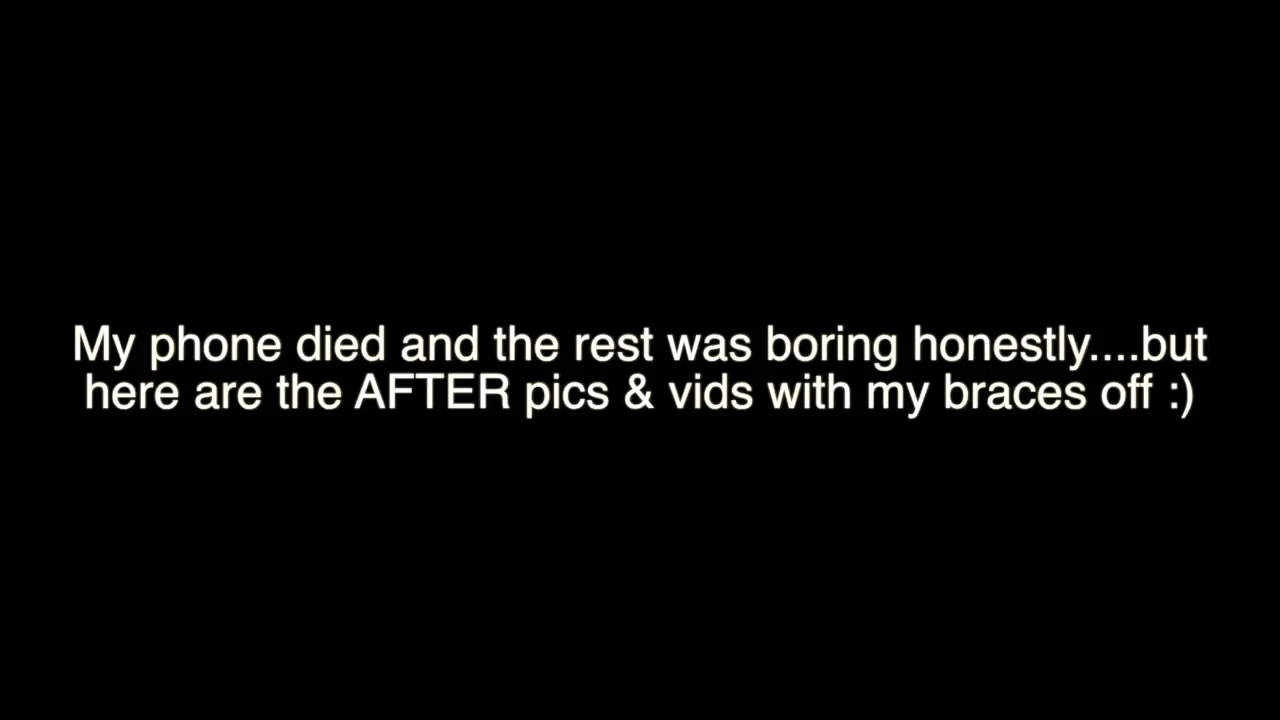 My phone died and the rest was boring honestly....but
here are the AFTER pics & vids with my braces off :)